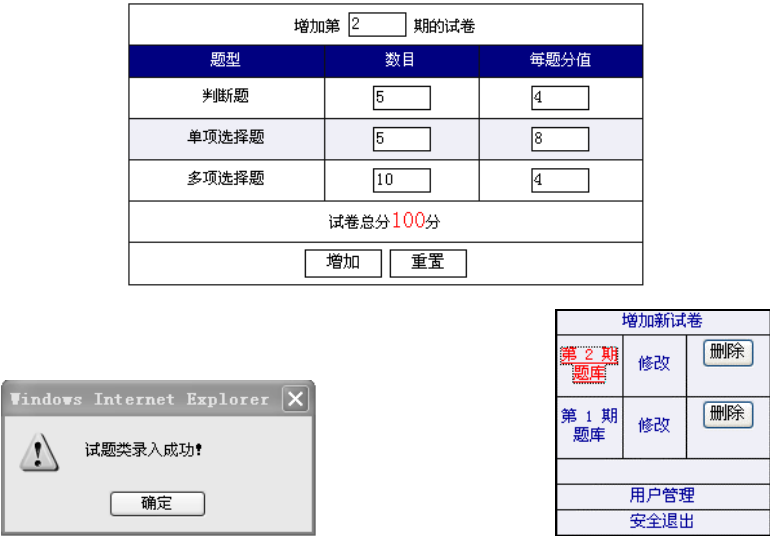 增加第 2 期的试卷
题型 数目 每题分值
判断题 5 4
单项选择题 5 8
多项选择题 10 4
试卷总分100分
增加 重置
Windows Internet Explorer
试题类录入成功!
确定
增加新试卷
第 2 期
题库 修改 删除
第 1 期
题库 修改 删除
用户管理
安全退出